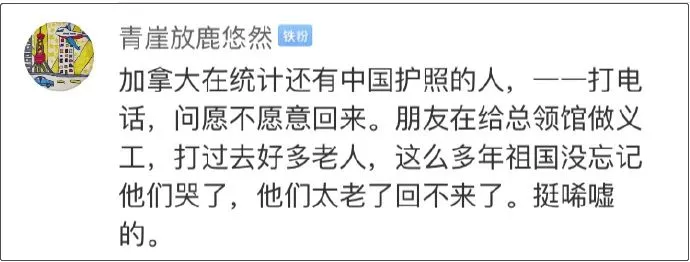 青崖放鹿悠然 铁粉
加拿大在统计还有中国护照的人，——打电
话，问愿不愿意回来。朋友在给总领馆做义
工，打过去好多老人，这么多年祖国没忘记
他们哭了，他们太老了回不来了。挺唏嘘
的。